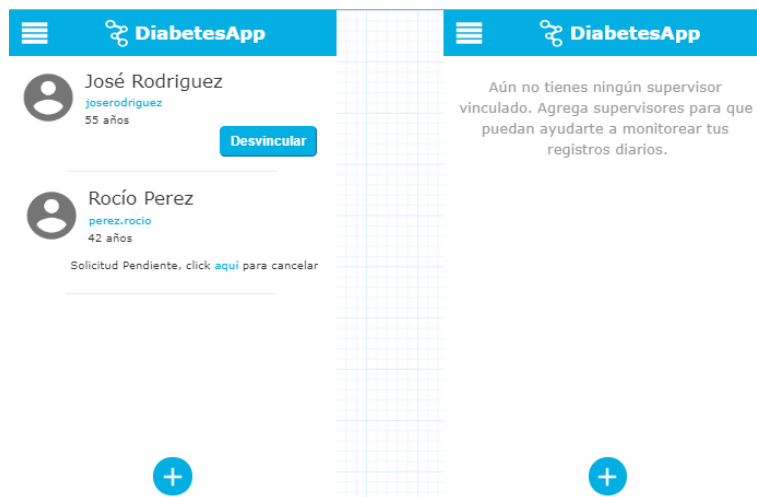 DiabetesApp
José Rodriguez
joserodriguez
55 años
Desvincular
Rocío Perez
perez.rocio
42 años
Solicitud Pendiente, click aquí para cancelar
DiabetesApp
Aún no tienes ningún supervisor
vinculado. Agrega supervisores para que
puedan ayudarte a monitorear tus
registros diarios.